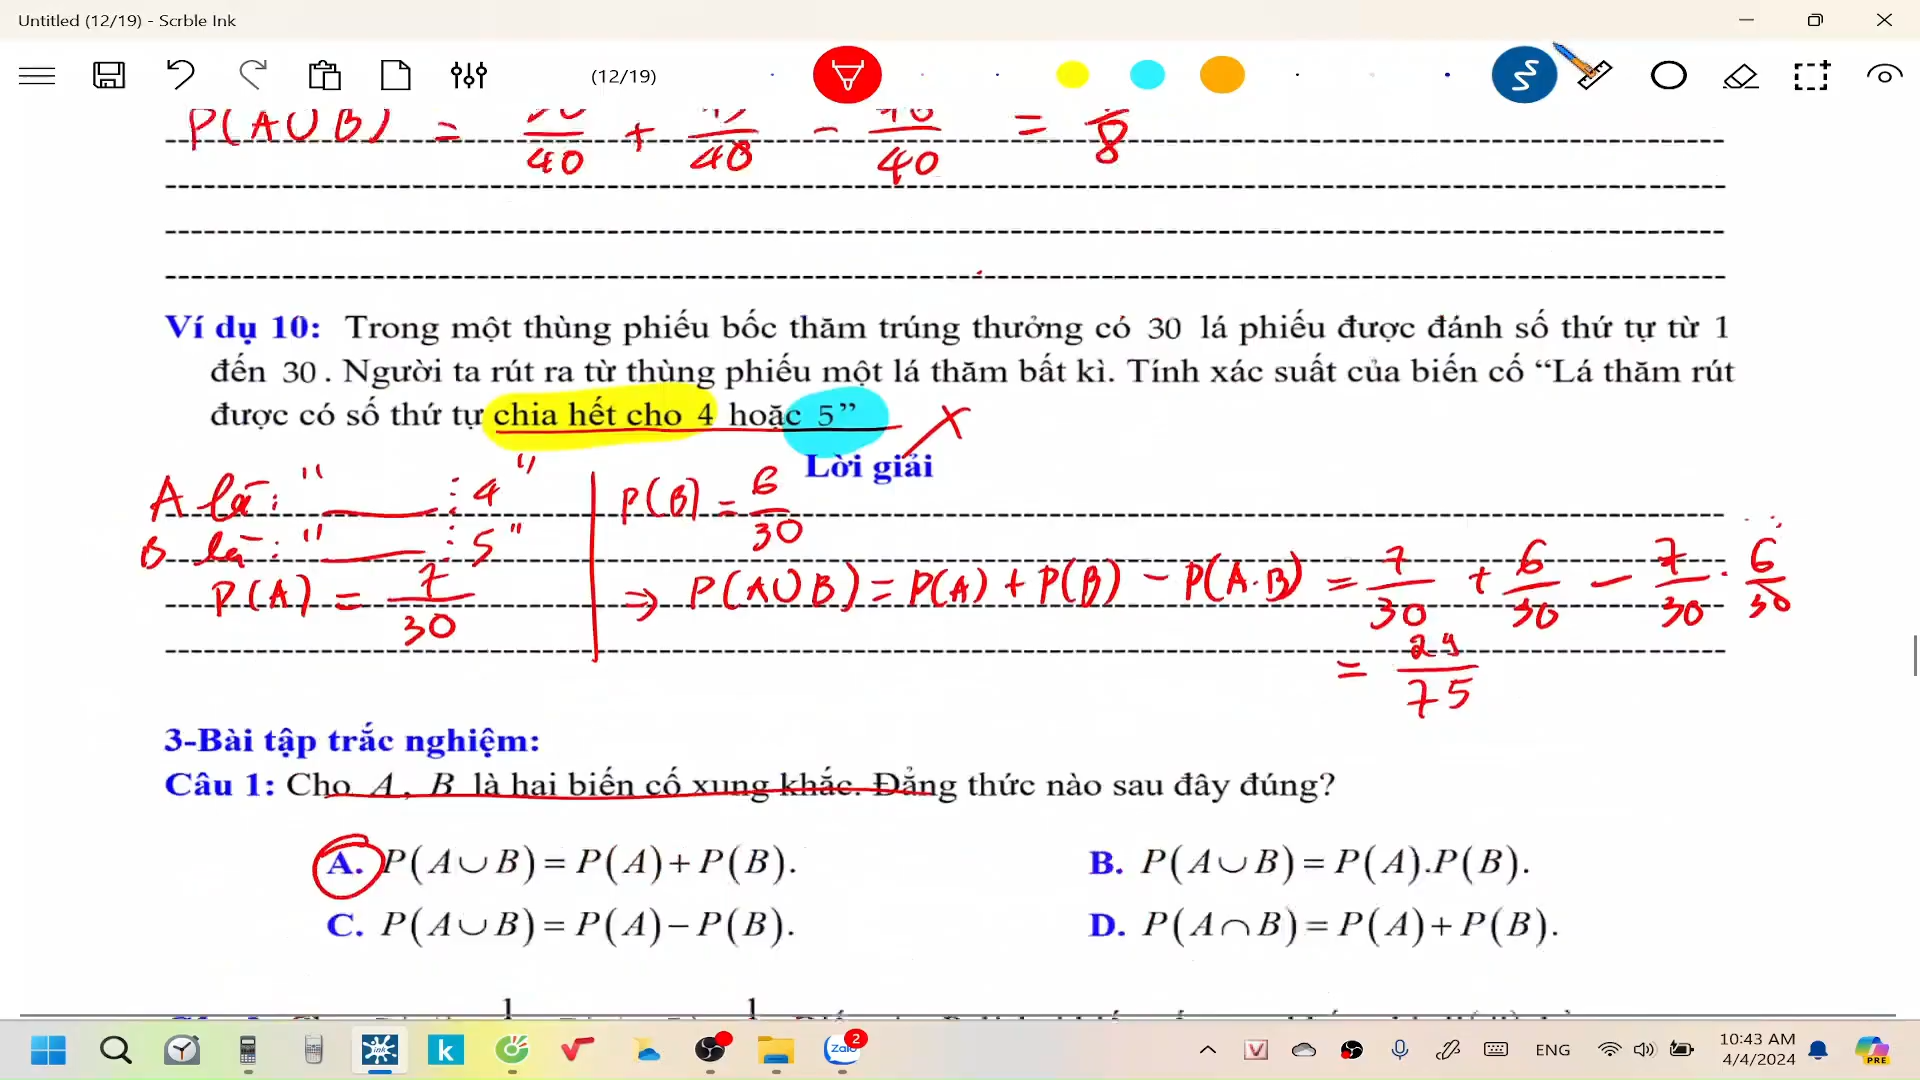 Untitled (12/19) - Scrble Ink
(12/19)
P(A∪B) = /40 + /40 - /40 = /8
Ví dụ 10: Trong một thùng phiếu bốc thăm trúng thưởng có 30 lá phiếu được đánh số thứ tự từ 1
đến 30. Người ta rút ra từ thùng phiếu một lá thăm bất kì. Tính xác suất của biến cố “Lá thăm rút
được có số thứ tự chia hết cho 4 hoặc 5”
Lời giải
A là: " ⋮ 4 "
B là: " ⋮ 5 "
P(A) = 7/30
P(B) = 6/30
⇒ P(A∪B) = P(A) + P(B) - P(A.B) = 7/30 + 6/30 - 7/30 . 6/30
= 29/75
3-Bài tập trắc nghiệm:
Câu 1: Cho A, B là hai biến cố xung khắc. Đẳng thức nào sau đây đúng?
A. P(A∪B) = P(A) + P(B).
B. P(A∪B) = P(A).P(B).
C. P(A∪B) = P(A) − P(B).
D. P(A∩B) = P(A) + P(B).
ink
k
Zalo
2
V
ENG
10:43 AM
4/4/2024
PRE